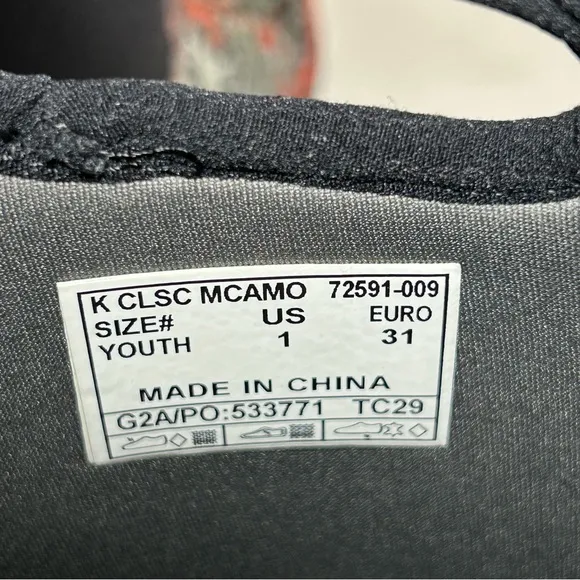 K CLSC MCAMO 72591-009
SIZE# US EURO
YOUTH 1 31
MADE IN CHINA
G2A/PO:533771 TC29